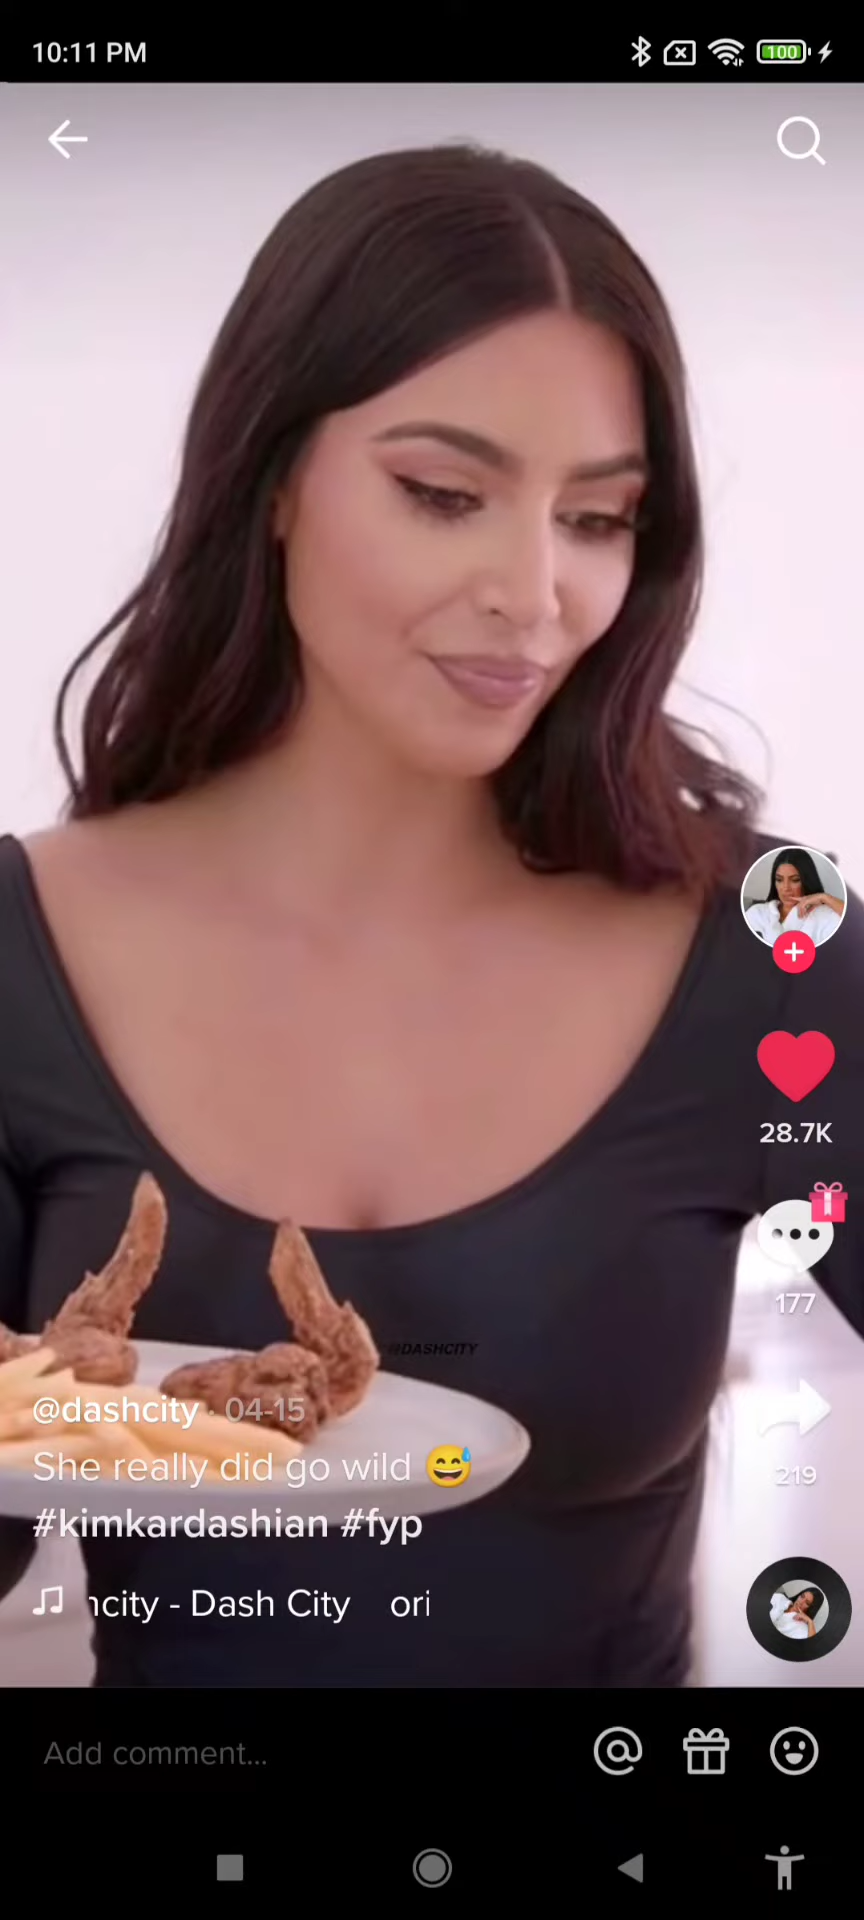 10:11 PM
100
28.7K
177
@DASHCITY
@dashcity · 04-15
She really did go wild 😅
219
#kimkardashian #fyp
ncity - Dash City ori
Add comment...